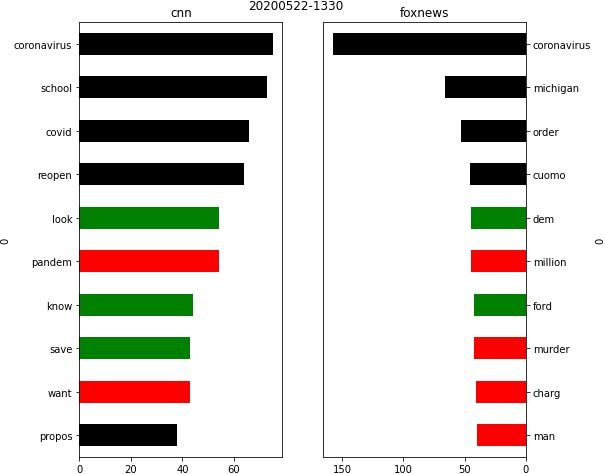 20200522-1330
cnn
foxnews
coronavirus
school
covid
reopen
look
pandem
know
save
want
propos
0
0 20 40 60
coronavirus
michigan
order
cuomo
dem
million
ford
murder
charg
man
0
150 100 50 0